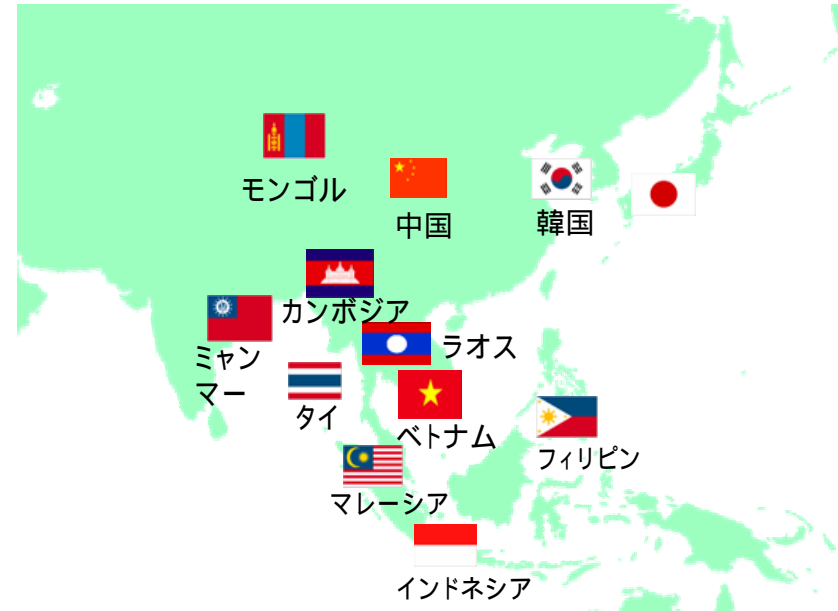 モンゴル
中国
韓国
カンボジア
ミャン
マー
ラオス
タイ
ベトナム
フィリピン
マレーシア
インドネシア